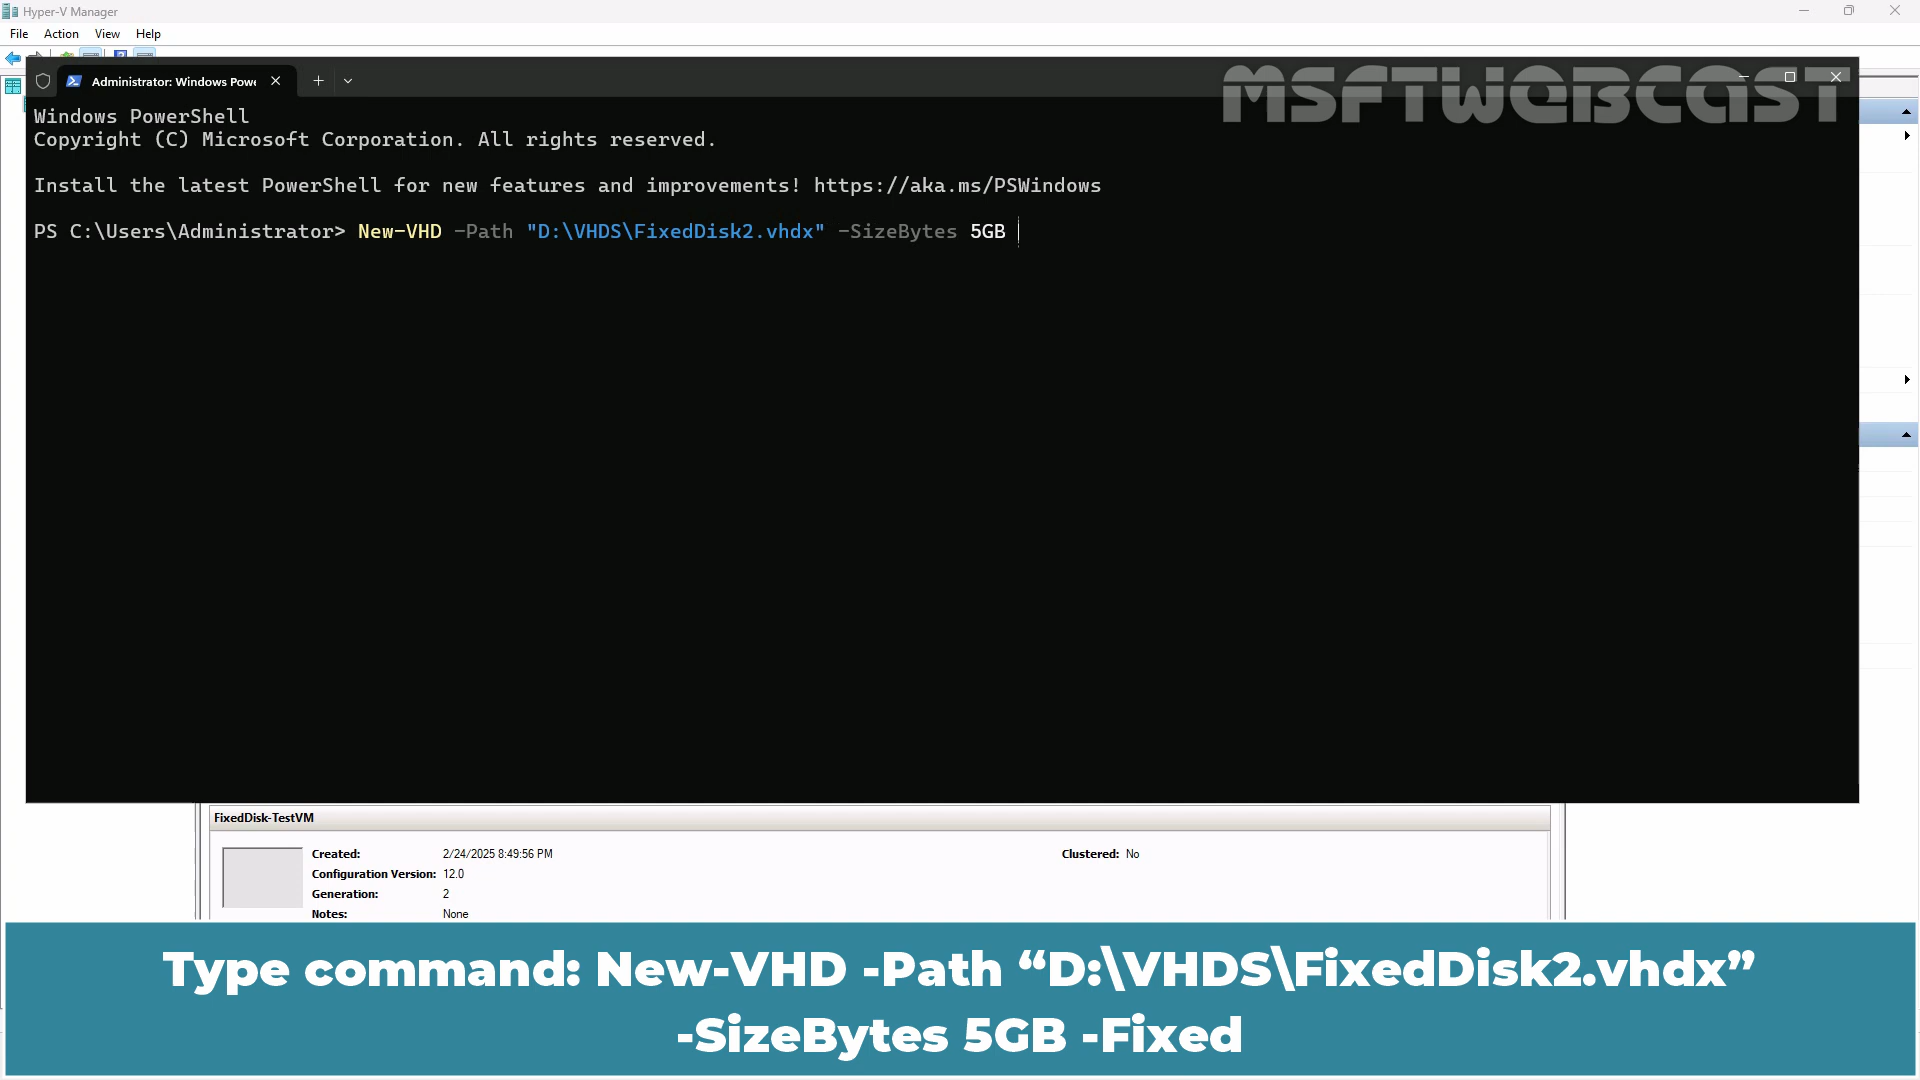 Hyper-V Manager
File Action View Help
Administrator: Windows Powe
MSFTWEBCAST
Windows PowerShell
Copyright (C) Microsoft Corporation. All rights reserved.
Install the latest PowerShell for new features and improvements! https://aka.ms/PSWindows
PS C:\Users\Administrator> New-VHD -Path "D:\VHDS\FixedDisk2.vhdx" -SizeBytes 5GB
FixedDisk-TestVM
Created: 2/24/2025 8:49:56 PM Clustered: No
Configuration Version: 12.0
Generation: 2
Notes: None
Type command: New-VHD -Path “D:\VHDS\FixedDisk2.vhdx”
-SizeBytes 5GB -Fixed